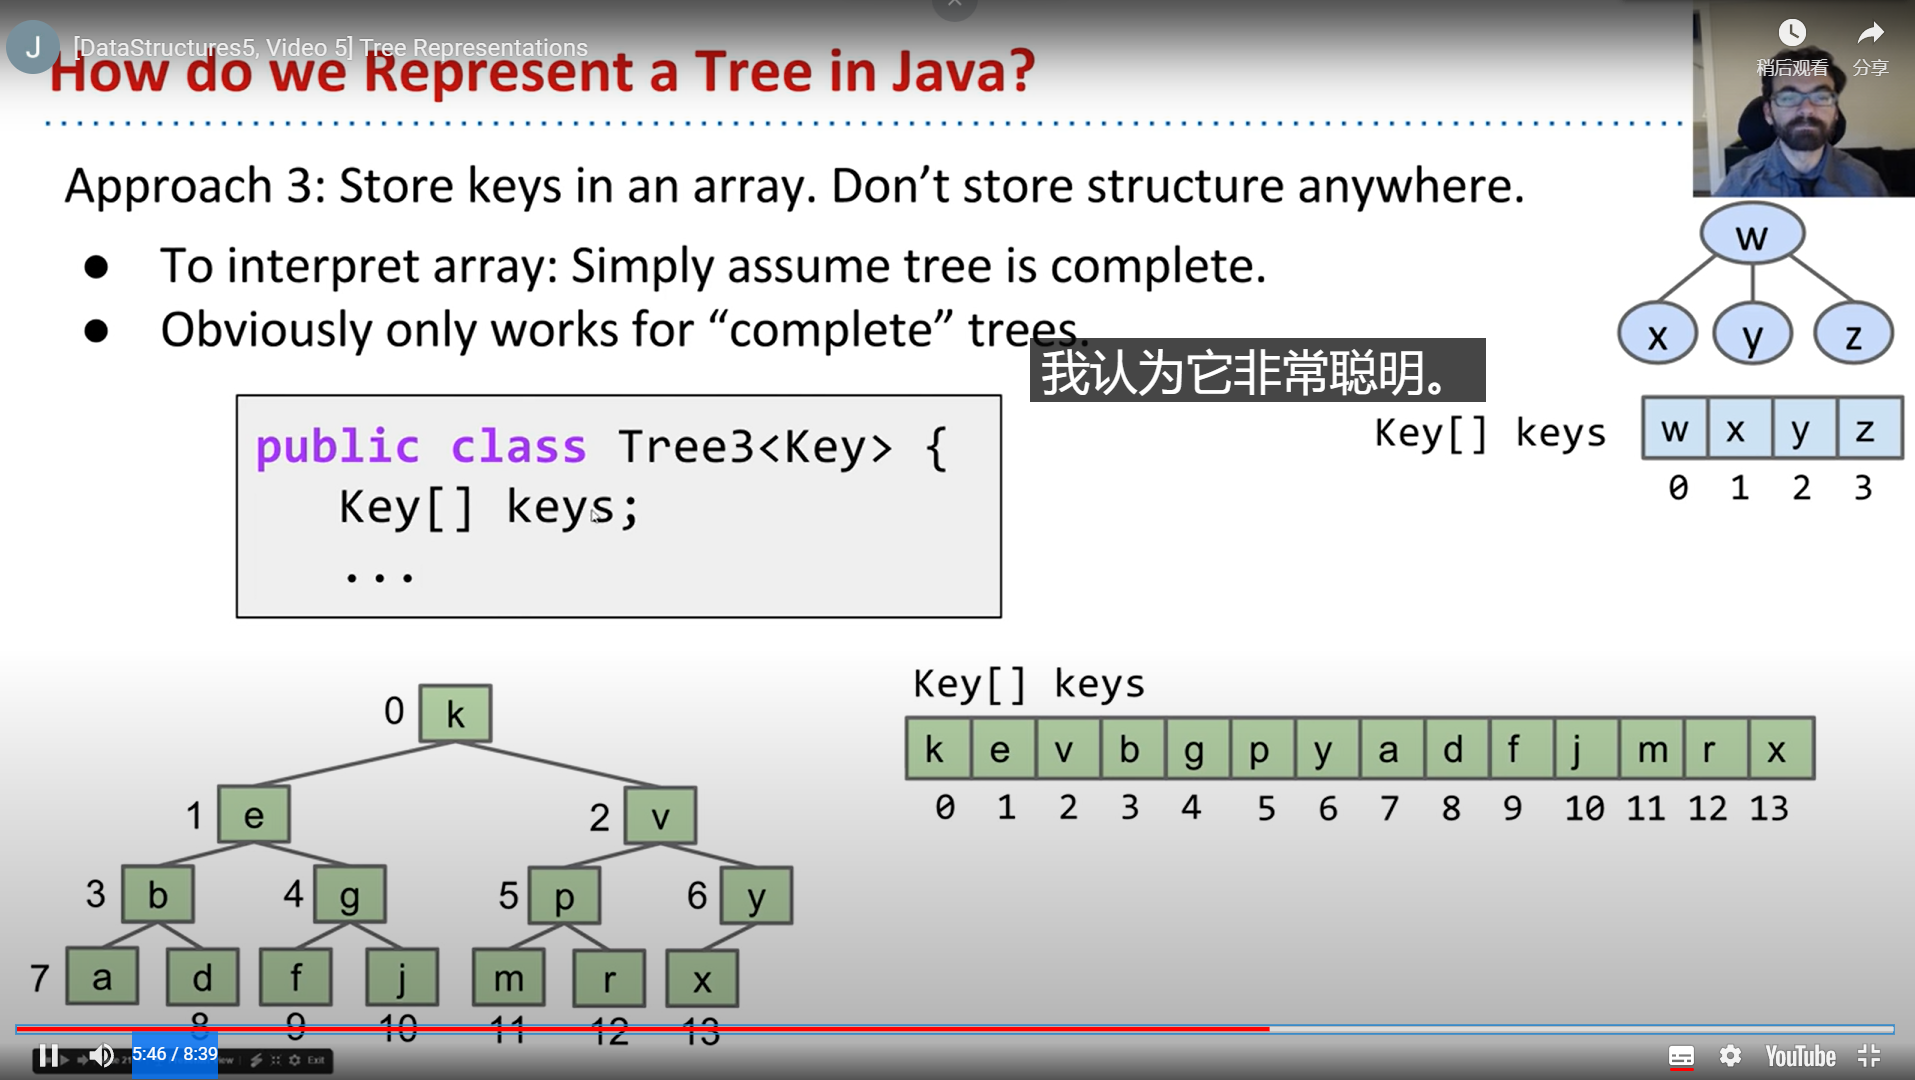 J
[DataStructures5, Video 5] Tree Representations
稍后观看
分享
How do we Represent a Tree in Java?
Approach 3: Store keys in an array. Don’t store structure anywhere.
● To interpret array: Simply assume tree is complete.
● Obviously only works for “complete” trees.
我认为它非常聪明。
w
x y z
Key[] keys w x y z
0 1 2 3
public class Tree3<Key> {
Key[] keys;
...
Key[] keys
k e v b g p y a d f j m r x
0 1 2 3 4 5 6 7 8 9 10 11 12 13
0 k
1 e 2 v
3 b 4 g 5 p 6 y
7 a d f j m r x
8 9 10 11 12 13
5:46 / 8:39
Exit
YouTube